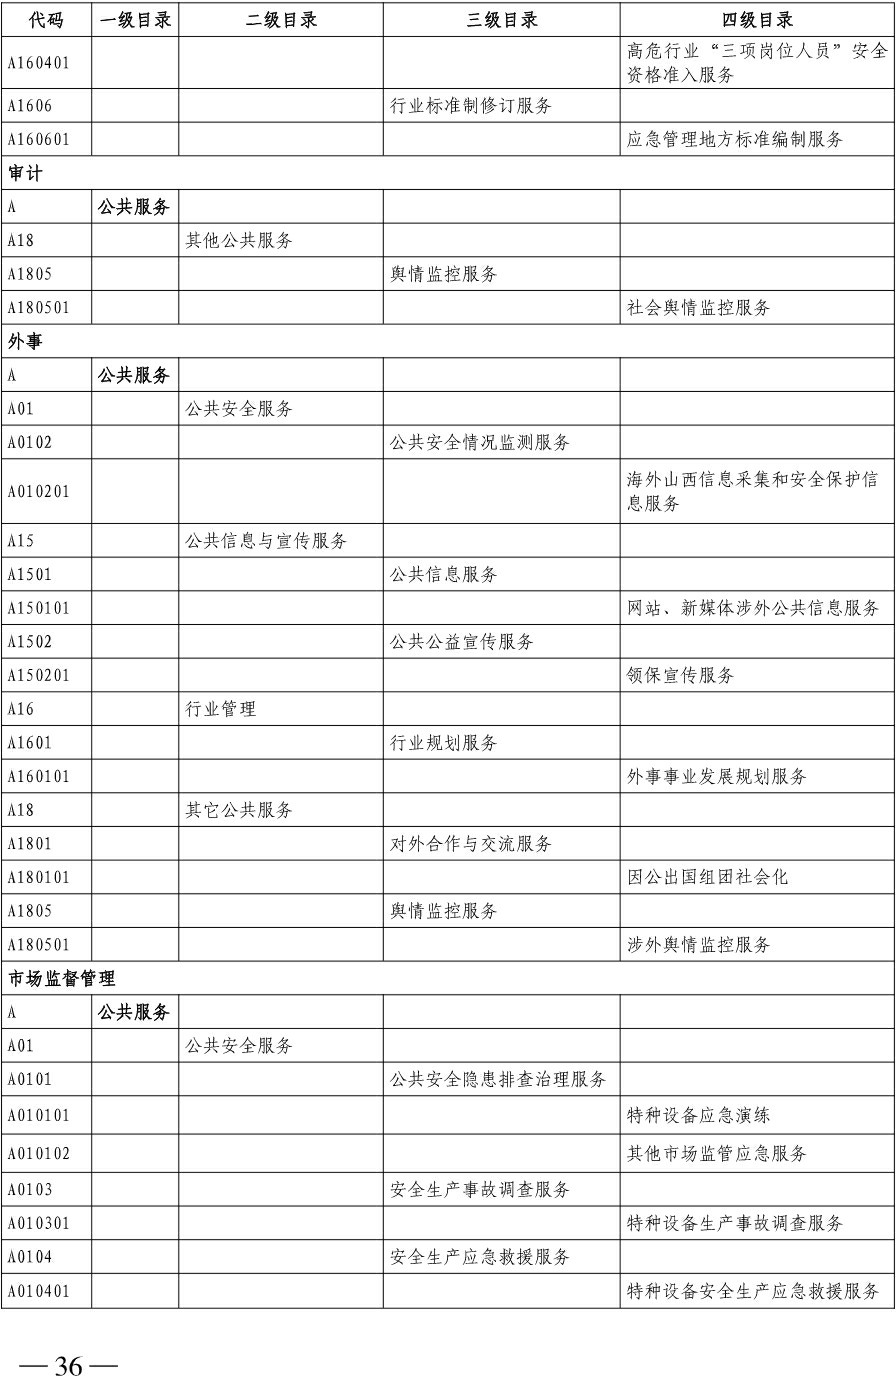 代码 一级目录 二级目录 三级目录 四级目录
A160401 高危行业“三项岗位人员”安全
资格准入服务
A1606 行业标准制修订服务
A160601 应急管理地方标准编制服务
审计
A 公共服务
A18 其他公共服务
A1805 舆情监控服务
A180501 社会舆情监控服务
外事
A 公共服务
A01 公共安全服务
A0102 公共安全情况监测服务
A010201 海外山西信息采集和安全保护信
息服务
A15 公共信息与宣传服务
A1501 公共信息服务
A150101 网站、新媒体涉外公共信息服务
A1502 公共公益宣传服务
A150201 领保宣传服务
A16 行业管理
A1601 行业规划服务
A160101 外事事业发展规划服务
A18 其它公共服务
A1801 对外合作与交流服务
A180101 因公出国组团社会化
A1805 舆情监控服务
A180501 涉外舆情监控服务
市场监督管理
A 公共服务
A01 公共安全服务
A0101 公共安全隐患排查治理服务
A010101 特种设备应急演练
A010102 其他市场监管应急服务
A0103 安全生产事故调查服务
A010301 特种设备生产事故调查服务
A0104 安全生产应急救援服务
A010401 特种设备安全生产应急救援服务
— 36 —